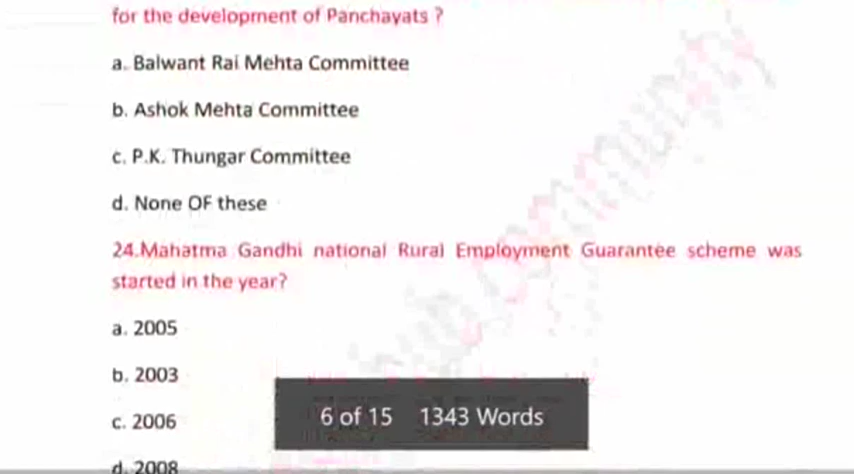 for the development of Panchayats ?
a. Balwant Rai Mehta Committee
b. Ashok Mehta Committee
c. P.K. Thungar Committee
d. None OF these
24.Mahatma Gandhi national Rural Employment Guarantee scheme was
started in the year?
a. 2005
b. 2003
c. 2006
d. 2008
6 of 15 1343 Words
community